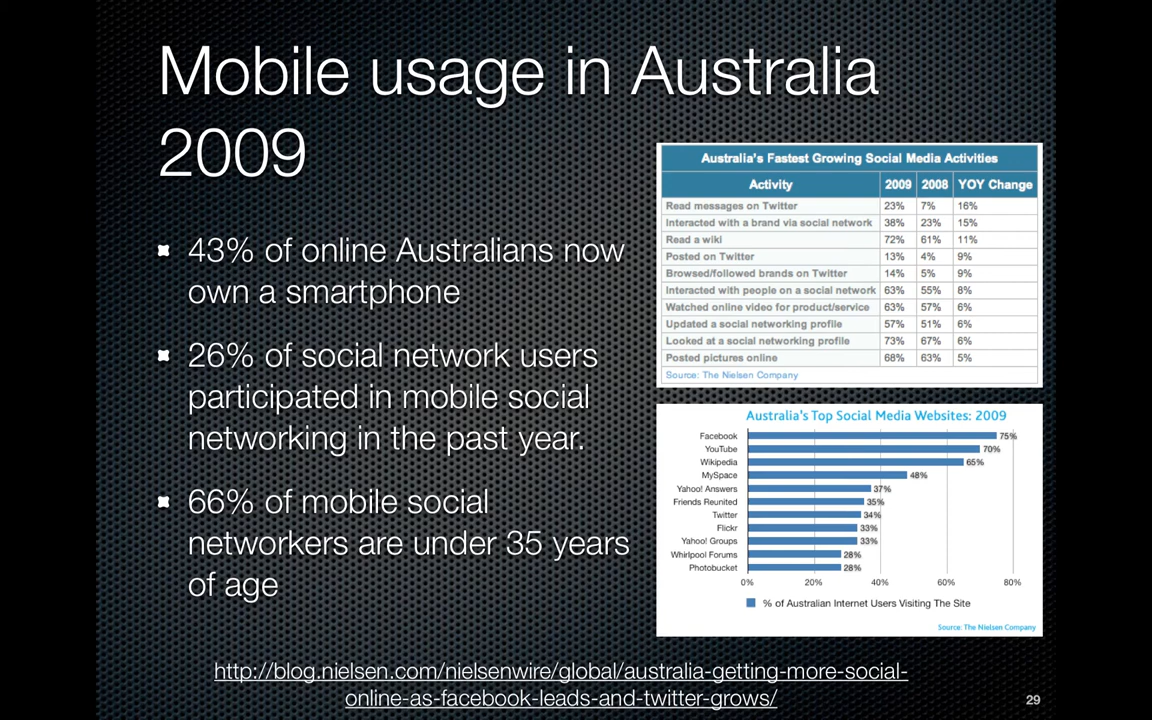 Mobile usage in Australia
2009
43% of online Australians now
own a smartphone
26% of social network users
participated in mobile social
networking in the past year.
66% of mobile social
networkers are under 35 years
of age
Australia's Fastest Growing Social Media Activities
Activity 2009 2008 YOY Change
Read messages on Twitter 23% 7% 16%
Interacted with a brand via social network 38% 23% 15%
Read a wiki 72% 61% 11%
Posted on Twitter 13% 4% 9%
Browsed/followed brands on Twitter 14% 5% 9%
Interacted with people on a social network 63% 55% 8%
Watched online video for product/service 63% 57% 6%
Updated a social networking profile 57% 51% 6%
Looked at a social networking profile 73% 67% 6%
Posted pictures online 68% 63% 5%
Source: The Nielsen Company
Australia's Top Social Media Websites: 2009
Facebook 75%
YouTube 70%
Wikipedia 65%
MySpace 48%
Yahoo! Answers 37%
Friends Reunited 35%
Twitter 34%
Flickr 33%
Yahoo! Groups 33%
Whirlpool Forums 28%
Photobucket 28%
0% 20% 40% 60% 80%
% of Australian Internet Users Visiting The Site
Source: The Nielsen Company
http://blog.nielsen.com/nielsenwire/global/australia-getting-more-social-
online-as-facebook-leads-and-twitter-grows/
29